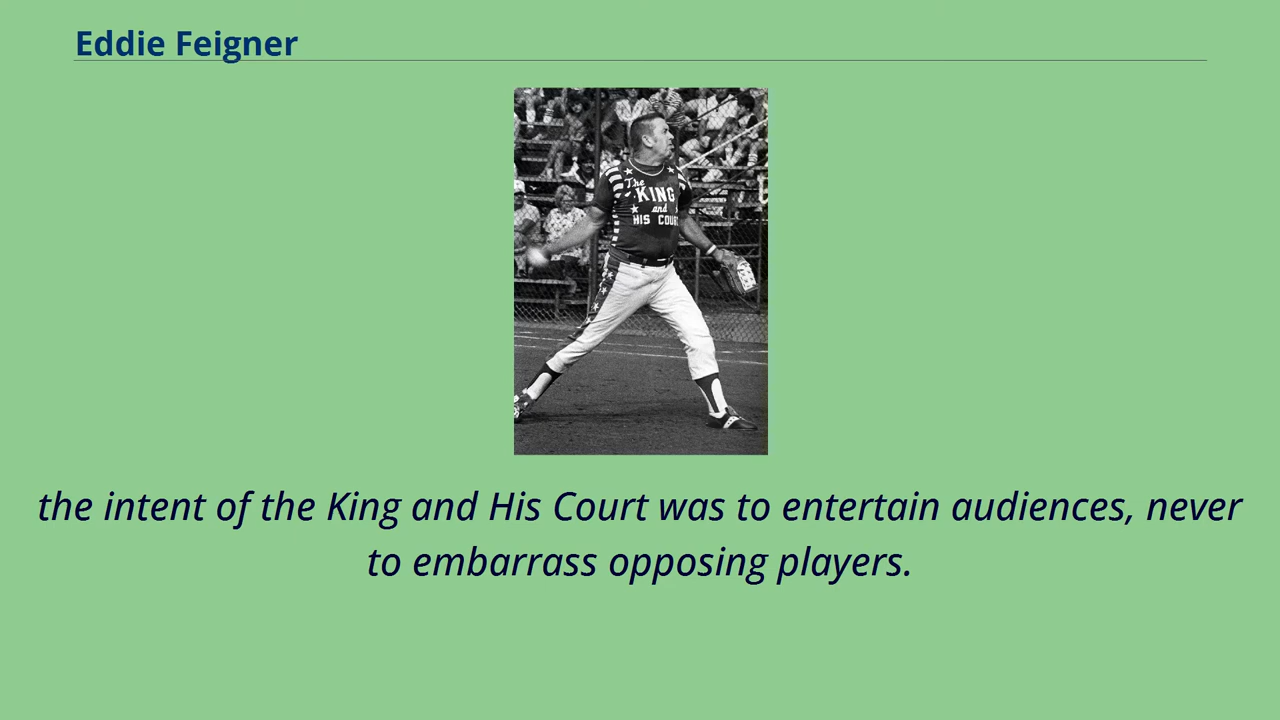 Eddie Feigner
The
KING
and
HIS COUR
the intent of the King and His Court was to entertain audiences, never
to embarrass opposing players.